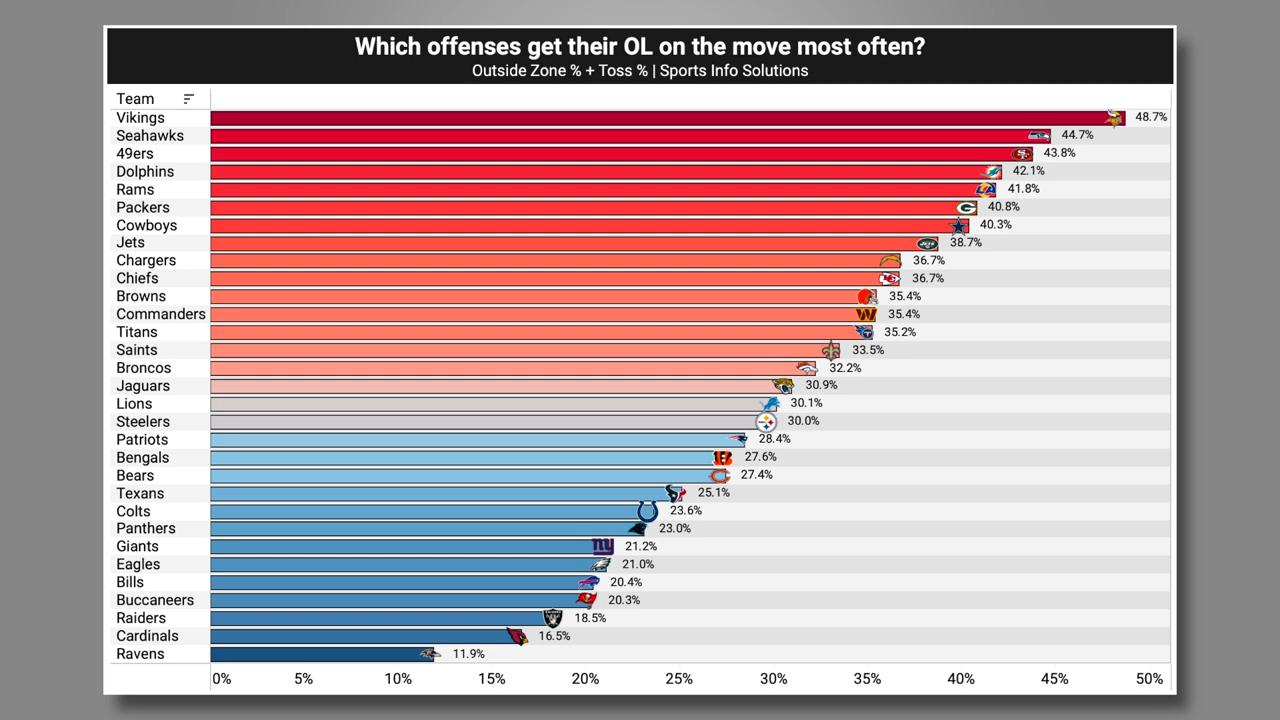 Which offenses get their OL on the move most often?
Outside Zone % + Toss % | Sports Info Solutions
Team
Vikings 48.7%
Seahawks 44.7%
49ers 43.8%
Dolphins 42.1%
Rams 41.8%
Packers 40.8%
Cowboys 40.3%
Jets 38.7%
Chargers 36.7%
Chiefs 36.7%
Browns 35.4%
Commanders 35.4%
Titans 35.2%
Saints 33.5%
Broncos 32.2%
Jaguars 30.9%
Lions 30.1%
Steelers 30.0%
Patriots 28.4%
Bengals 27.6%
Bears 27.4%
Texans 25.1%
Colts 23.6%
Panthers 23.0%
Giants ny 21.2%
Eagles 21.0%
Bills 20.4%
Buccaneers 20.3%
Raiders 18.5%
Cardinals 16.5%
Ravens 11.9%
0% 5% 10% 15% 20% 25% 30% 35% 40% 45% 50%